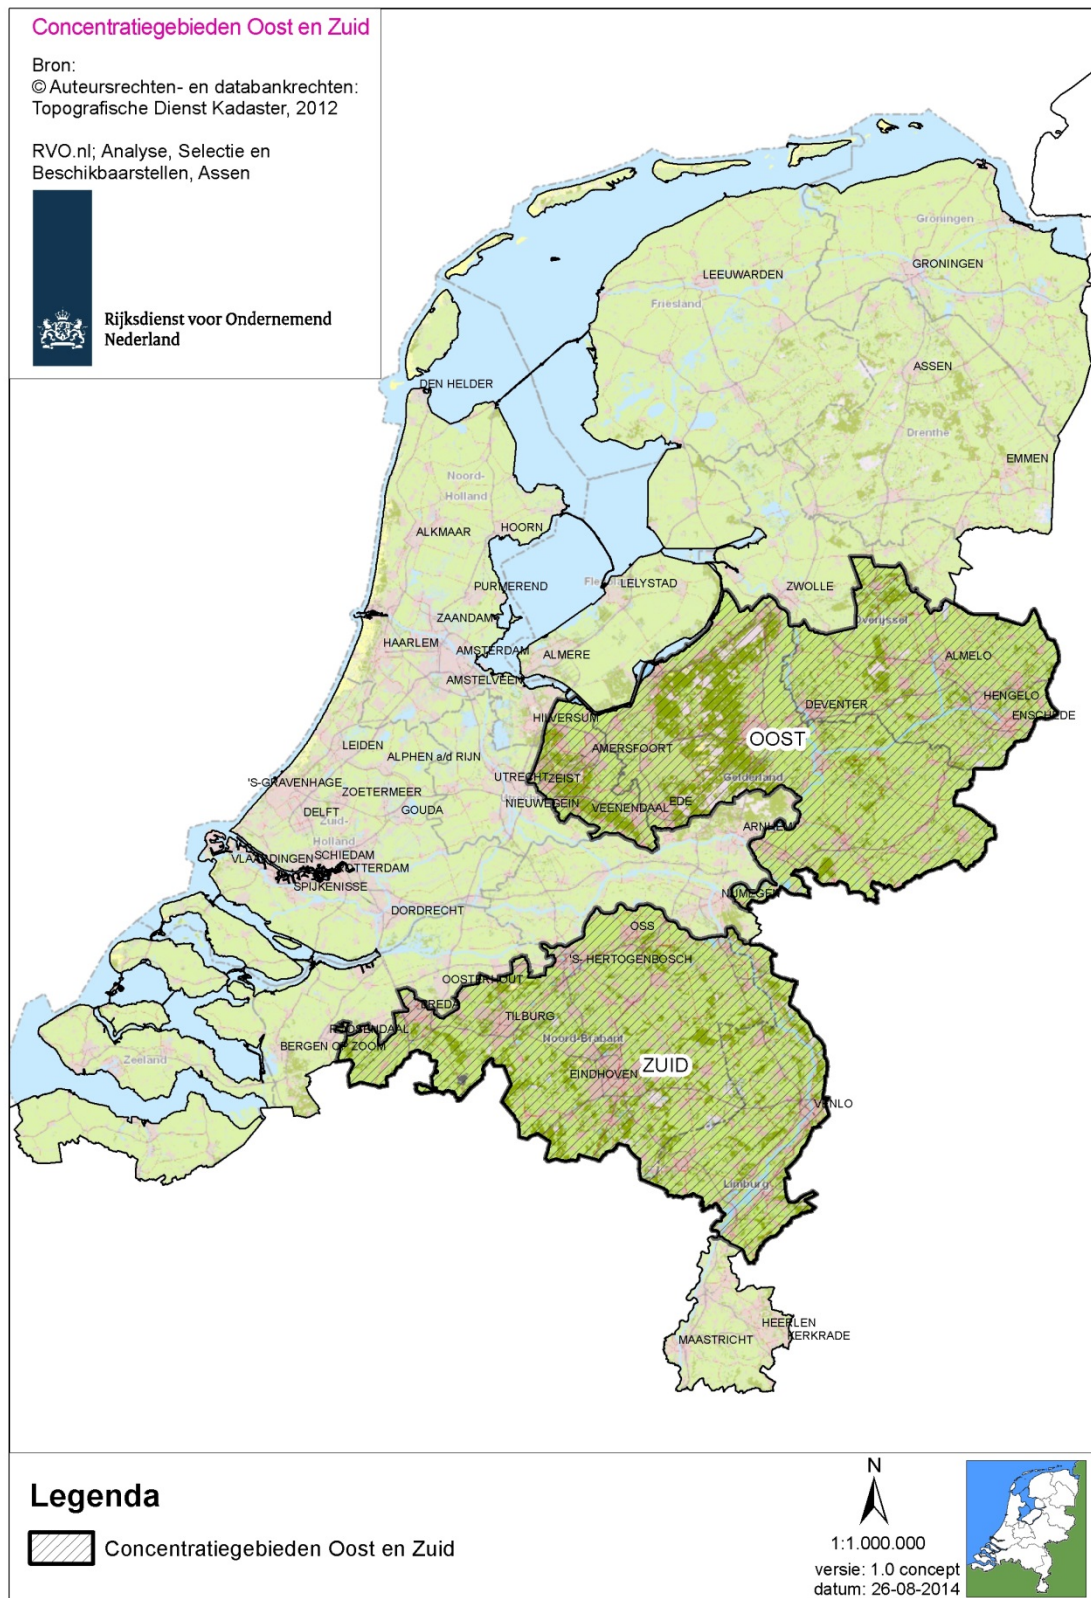 Concentratiegebieden Oost en Zuid
Bron:
© Auteursrechten- en databankrechten:
Topografische Dienst Kadaster, 2012
RVO.nl; Analyse, Selectie en
Beschikbaarstellen, Assen
Rijksdienst voor Ondernemend
Nederland
Groningen
GRONINGEN
LEEUWARDEN
Friesland
ASSEN
DEN HELDER
Drenthe
EMMEN
Noord-
Holland
HOORN
ALKMAAR
LELYSTAD
PURMEREND
ZWOLLE
ZAANDAM
Overijssel
HAARLEM
AMSTERDAM
ALMERE
ALMELO
AMSTELVEEN
HENGELO
DEVENTER
ENSCHEDE
HILVERSUM
OOST
LEIDEN
AMERSFOORT
ALPHEN a/d RIJN
UTRECHT
ZEIST
Gelderland
'S-GRAVENHAGE
ZOETERMEER
NIEUWEGEIN
EDE
VEENENDAAL
DELFT
GOUDA
Zuid-
Holland
ARNHEM
SCHIEDAM
VLAARDINGEN
ROTTERDAM
SPIJKENISSE
NIJMEGEN
DORDRECHT
OSS
'S- HERTOGENBOSCH
OOSTERHOUT
BREDA
TILBURG
ROOSENDAAL
Noord-Brabant
BERGEN OP ZOOM
Zeeland
ZUID
EINDHOVEN
VENLO
Limburg
HEERLEN
KERKRADE
MAASTRICHT
Legenda
Concentratiegebieden Oost en Zuid
N
1:1.000.000
versie: 1.0 concept
datum: 26-08-2014